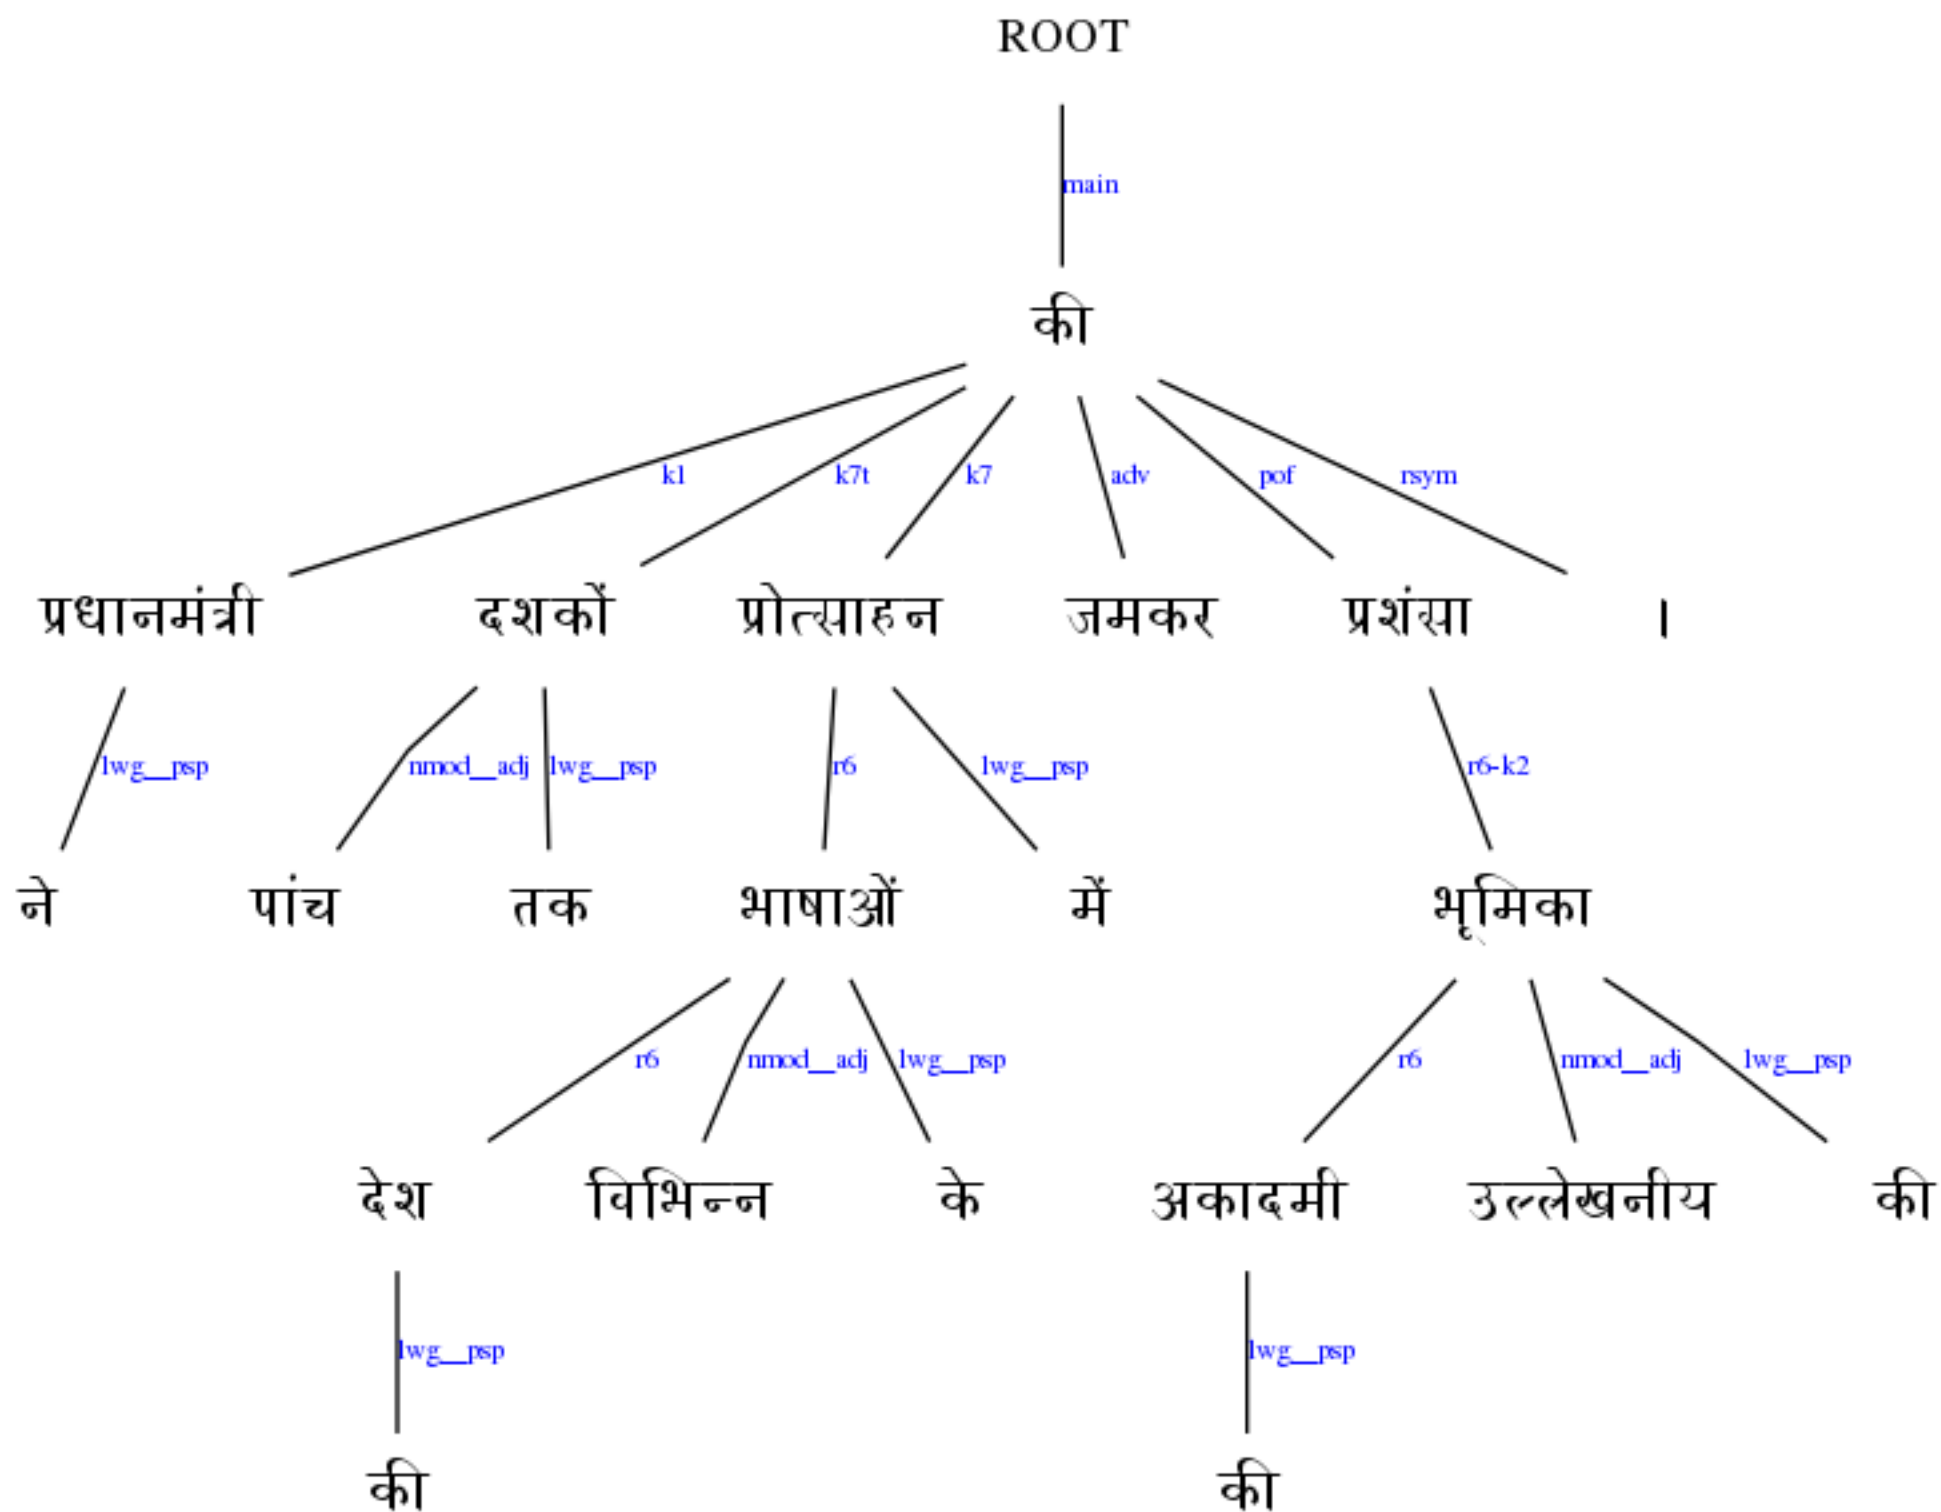 ROOT
main
की
k1 k7t k7 adv pof rsym
प्रधानमंत्री दशकों प्रोत्साहन जमकर प्रशंसा ।
lwg__psp nmod__adj lwg__psp r6 lwg__psp r6-k2
ने पांच तक भाषाओं में भूमिका
r6 nmod__adj lwg__psp r6 nmod__adj lwg__psp
देश विभिन्न के अकादमी उल्लेखनीय की
lwg__psp lwg__psp
की की